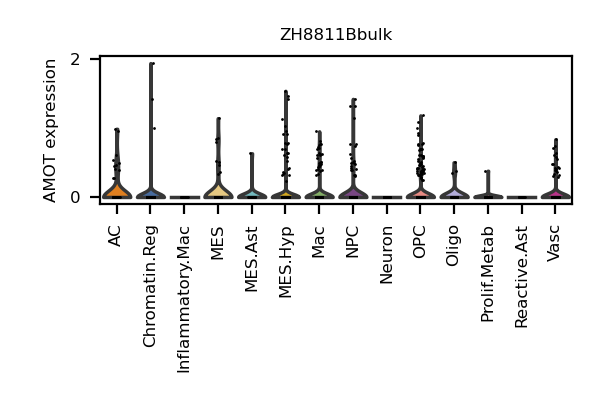 ZH8811Bbulk
AMOT expression
2
0
AC
Chromatin.Reg
Inflammatory.Mac
MES
MES.Ast
MES.Hyp
Mac
NPC
Neuron
OPC
Oligo
Prolif.Metab
Reactive.Ast
Vasc